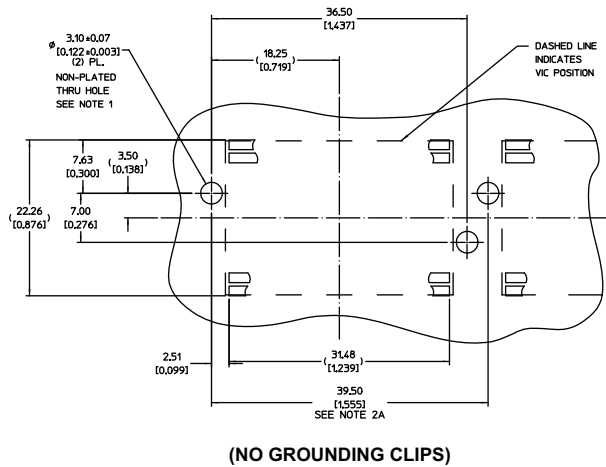 36.50
[1.437]
ø 3.10±0.07
[0.122±0.003]
(2) PL.
NON-PLATED
THRU HOLE
SEE NOTE 1
18.25
([0.719])
DASHED LINE
INDICATES
VIC POSITION
7.63
[0.300]
3.50
([0.138])
22.26
([0.876])
7.00
[0.276]
2.51
[0.099]
31.48
([1.239])
39.50
[1.555]
SEE NOTE 2A
(NO GROUNDING CLIPS)